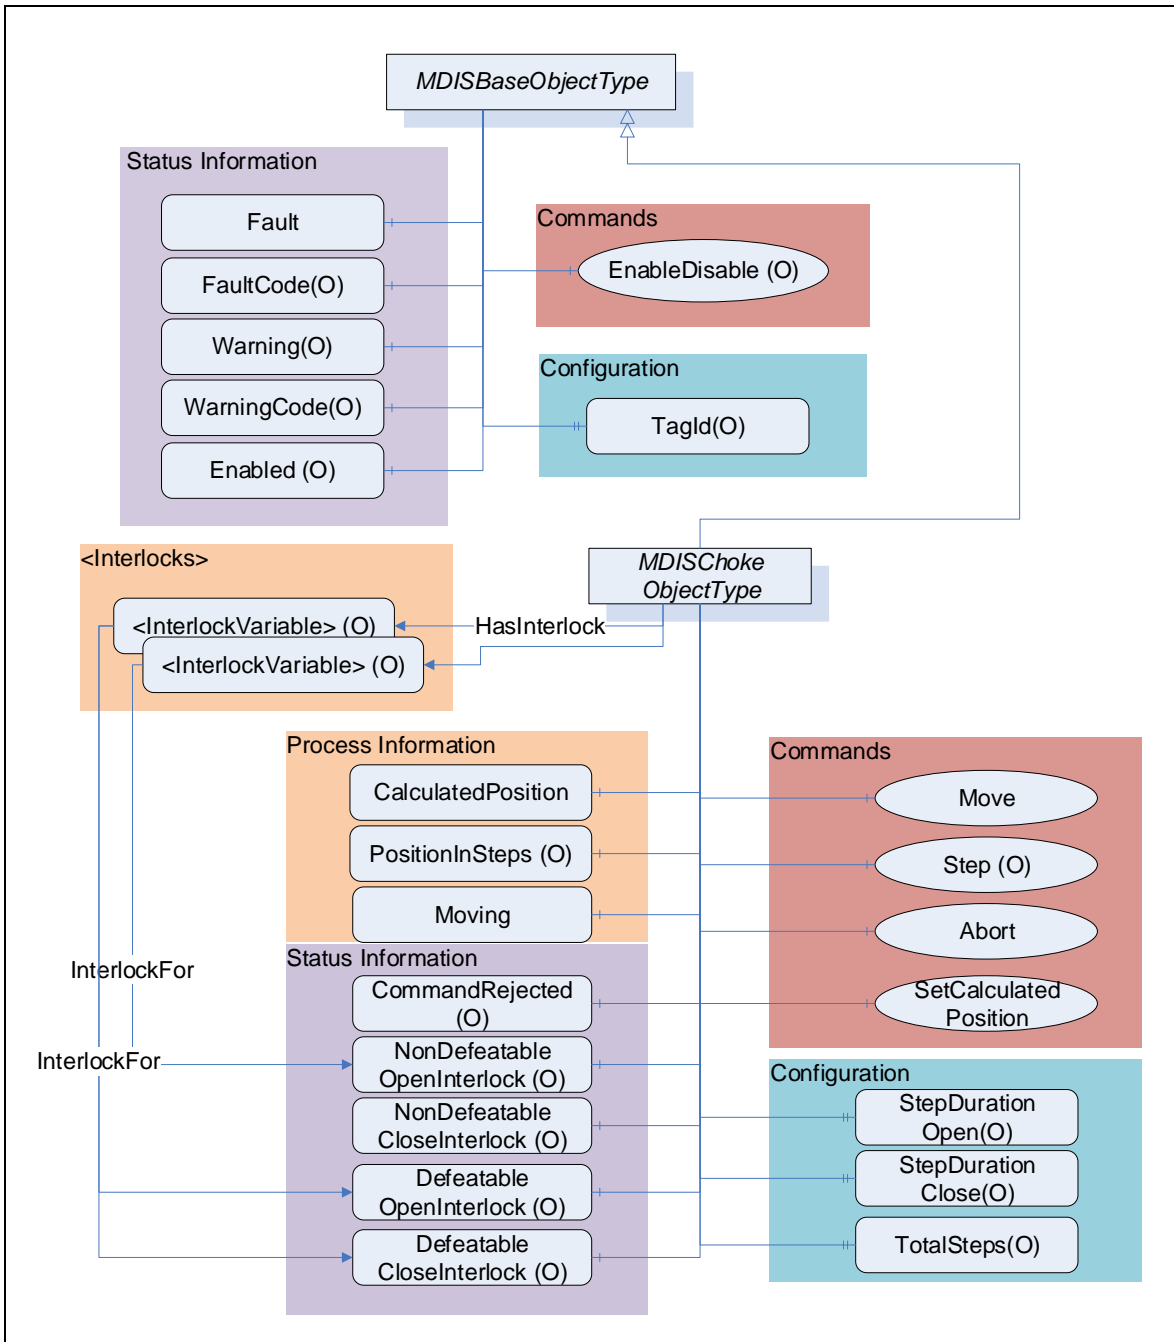 MDISBaseObjectType
Status Information
Fault
FaultCode(O)
Warning(O)
WarningCode(O)
Enabled (O)
Commands
EnableDisable (O)
Configuration
TagId(O)
<Interlocks>
<InterlockVariable> (O)
<InterlockVariable> (O)
HasInterlock
MDISChoke
ObjectType
Process Information
CalculatedPosition
PositionInSteps (O)
Moving
Status Information
CommandRejected
(O)
NonDefeatable
OpenInterlock (O)
NonDefeatable
CloseInterlock (O)
Defeatable
OpenInterlock (O)
Defeatable
CloseInterlock (O)
InterlockFor
InterlockFor
Commands
Move
Step (O)
Abort
SetCalculated
Position
Configuration
StepDuration
Open(O)
StepDuration
Close(O)
TotalSteps(O)